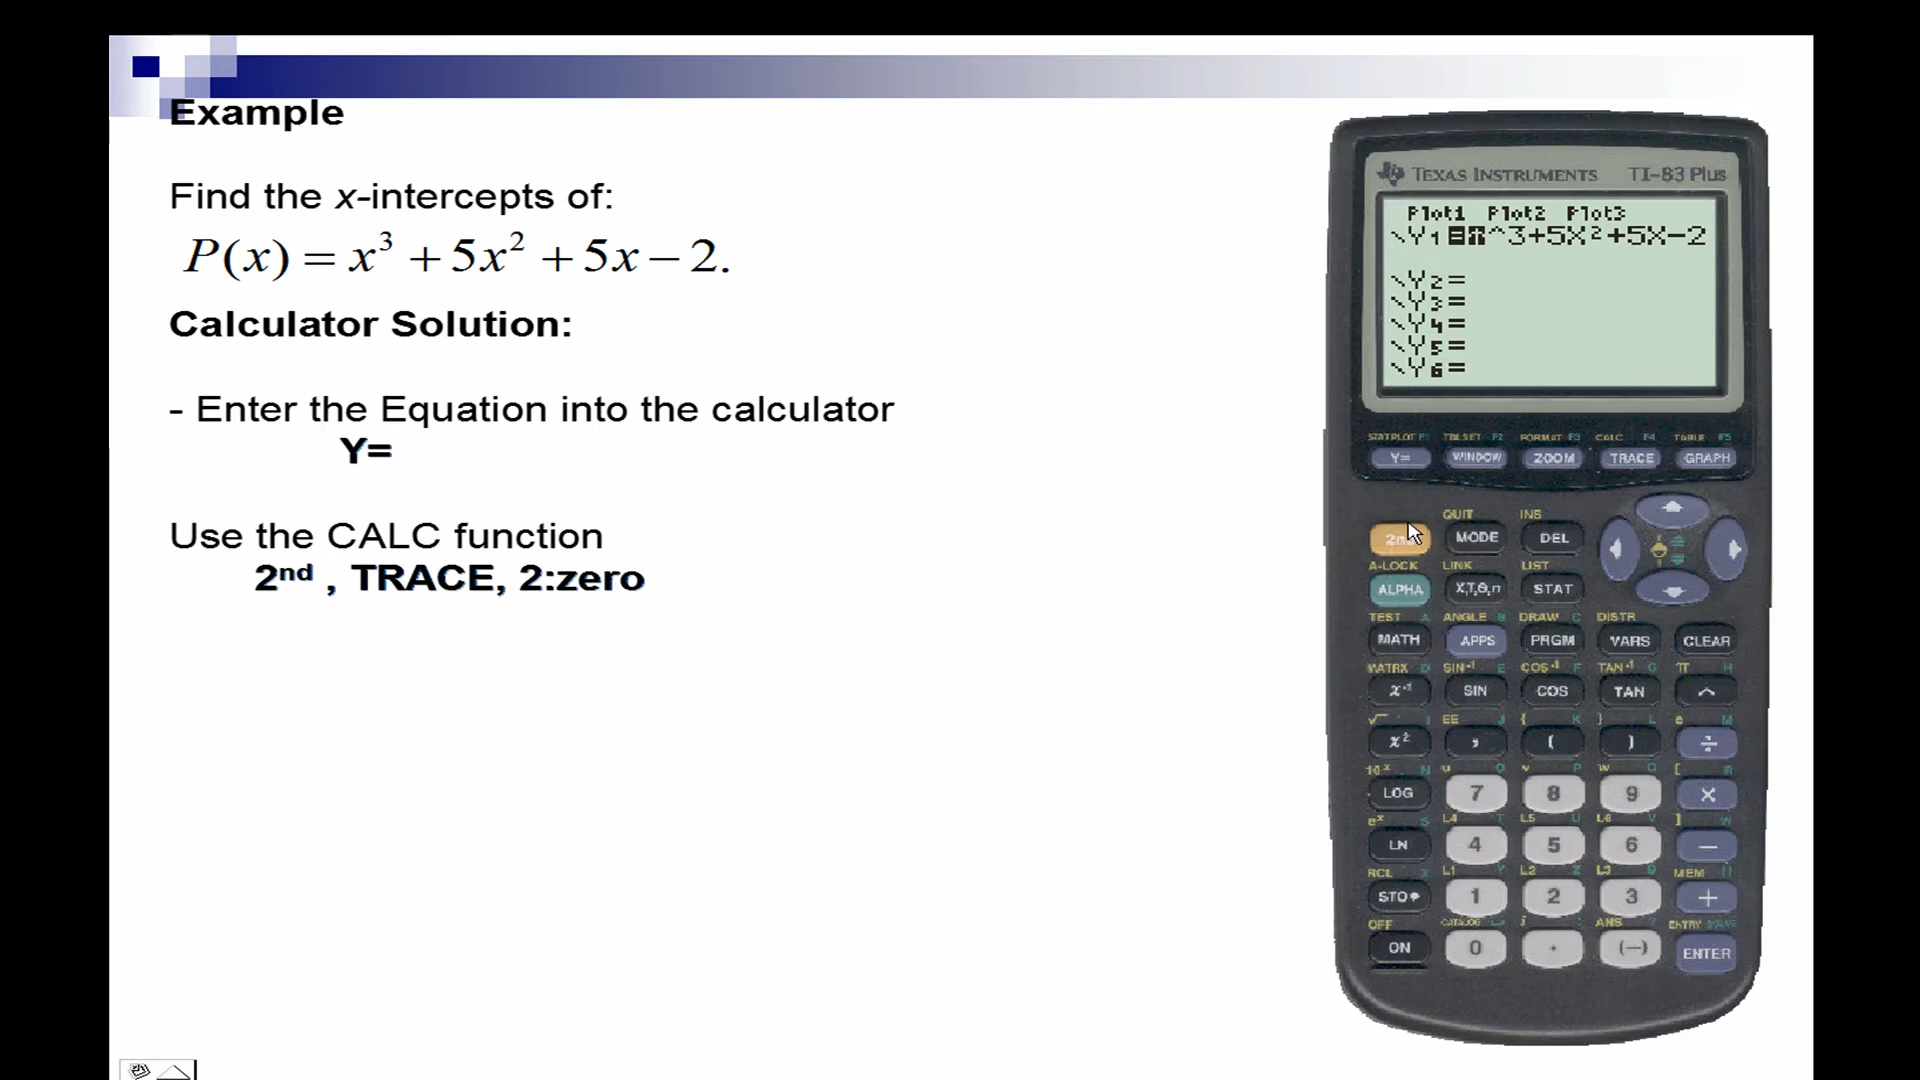 Example
Find the x-intercepts of:
P(x) = x³ + 5x² + 5x − 2.
Calculator Solution:
- Enter the Equation into the calculator
Y=
Use the CALC function
2nd , TRACE, 2:zero
TEXAS INSTRUMENTS TI-83 Plus
Plot1 Plot2 Plot3
\Y1=^3+5X²+5X−2
\Y2=
\Y3=
\Y4=
\Y5=
\Y6=
STATPLOT F1 TBLSET F2 FORMAT F3 CALC F4 TABLE F5
Y= WINDOW ZOOM TRACE GRAPH
QUIT INS
MODE DEL
A-LOCK LINK LIST
ALPHA X,T,θ,n STAT
TEST A ANGLE B DRAW C DISTR
MATH APPS PRGM VARS CLEAR
MATRX D SIN⁻¹ E COS⁻¹ F TAN⁻¹ G π H
x⁻¹ SIN COS TAN ^
√ I EE J { K } L e M
x² , ( ) ÷
10ˣ N u O v P w Q [ R
LOG 7 8 9 ×
eˣ S L4 T L5 U L6 V ] W
LN 4 5 6 −
RCL X L1 Y L2 Z L3 θ MEM
STO▸ 1 2 3 +
OFF CATALOG i : ANS ? ENTRY
ON 0 . (−) ENTER